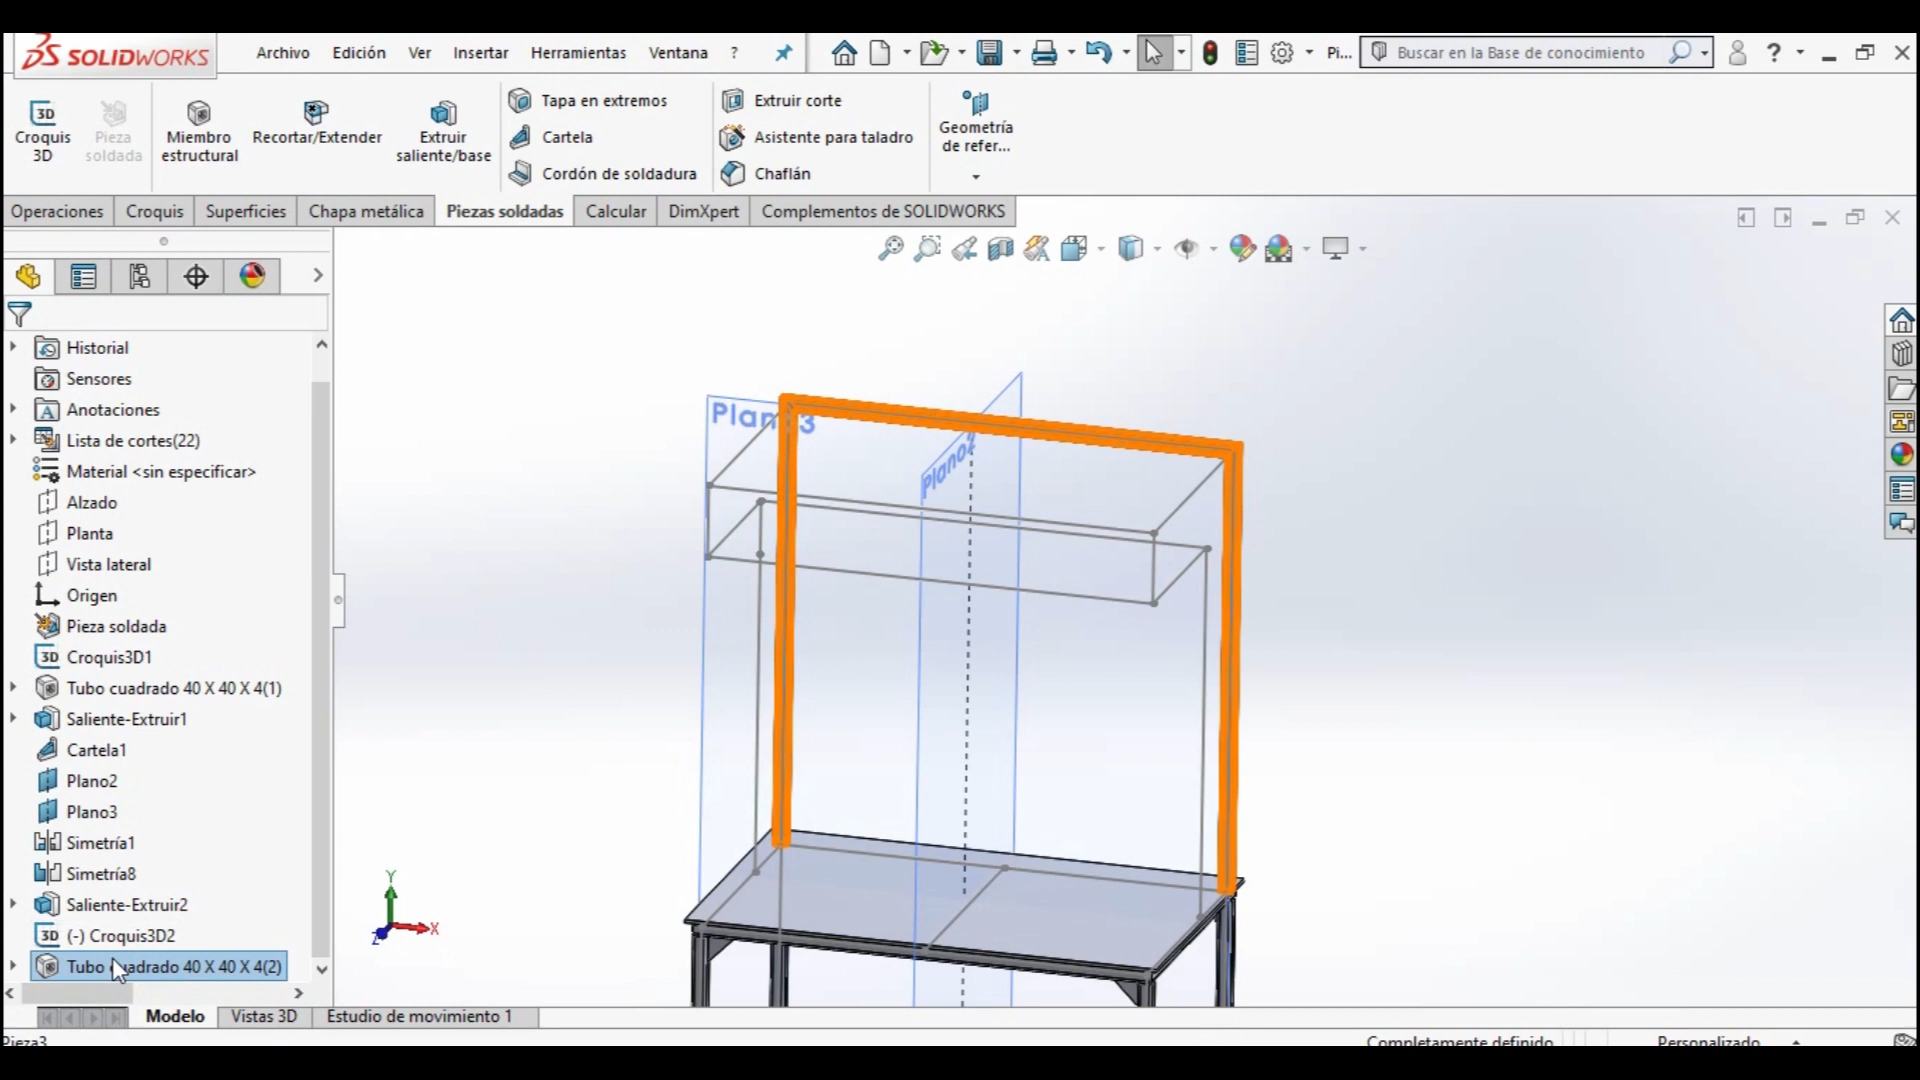 SOLIDWORKS
Archivo Edición Ver Insertar Herramientas Ventana ? Pi... Buscar en la Base de conocimiento ?
3D Croquis 3D
Pieza soldada
Miembro estructural
Recortar/Extender
Extruir saliente/base
Tapa en extremos
Cartela
Cordón de soldadura
Extruir corte
Asistente para taladro
Chaflán
Geometría de refer...
Operaciones Croquis Superficies Chapa metálica Piezas soldadas Calcular DimXpert Complementos de SOLIDWORKS
Historial
Sensores
Anotaciones
Lista de cortes(22)
Material <sin especificar>
Alzado
Planta
Vista lateral
Origen
Pieza soldada
3D Croquis3D1
Tubo cuadrado 40 X 40 X 4(1)
Saliente-Extruir1
Cartela1
Plano2
Plano3
Simetría1
Simetría8
Saliente-Extruir2
3D (-) Croquis3D2
Tubo cuadrado 40 X 40 X 4(2)
Plano3
Plano2
Y
X
Z
Modelo Vistas 3D Estudio de movimiento 1
Pieza3 Completamente definido Personalizado